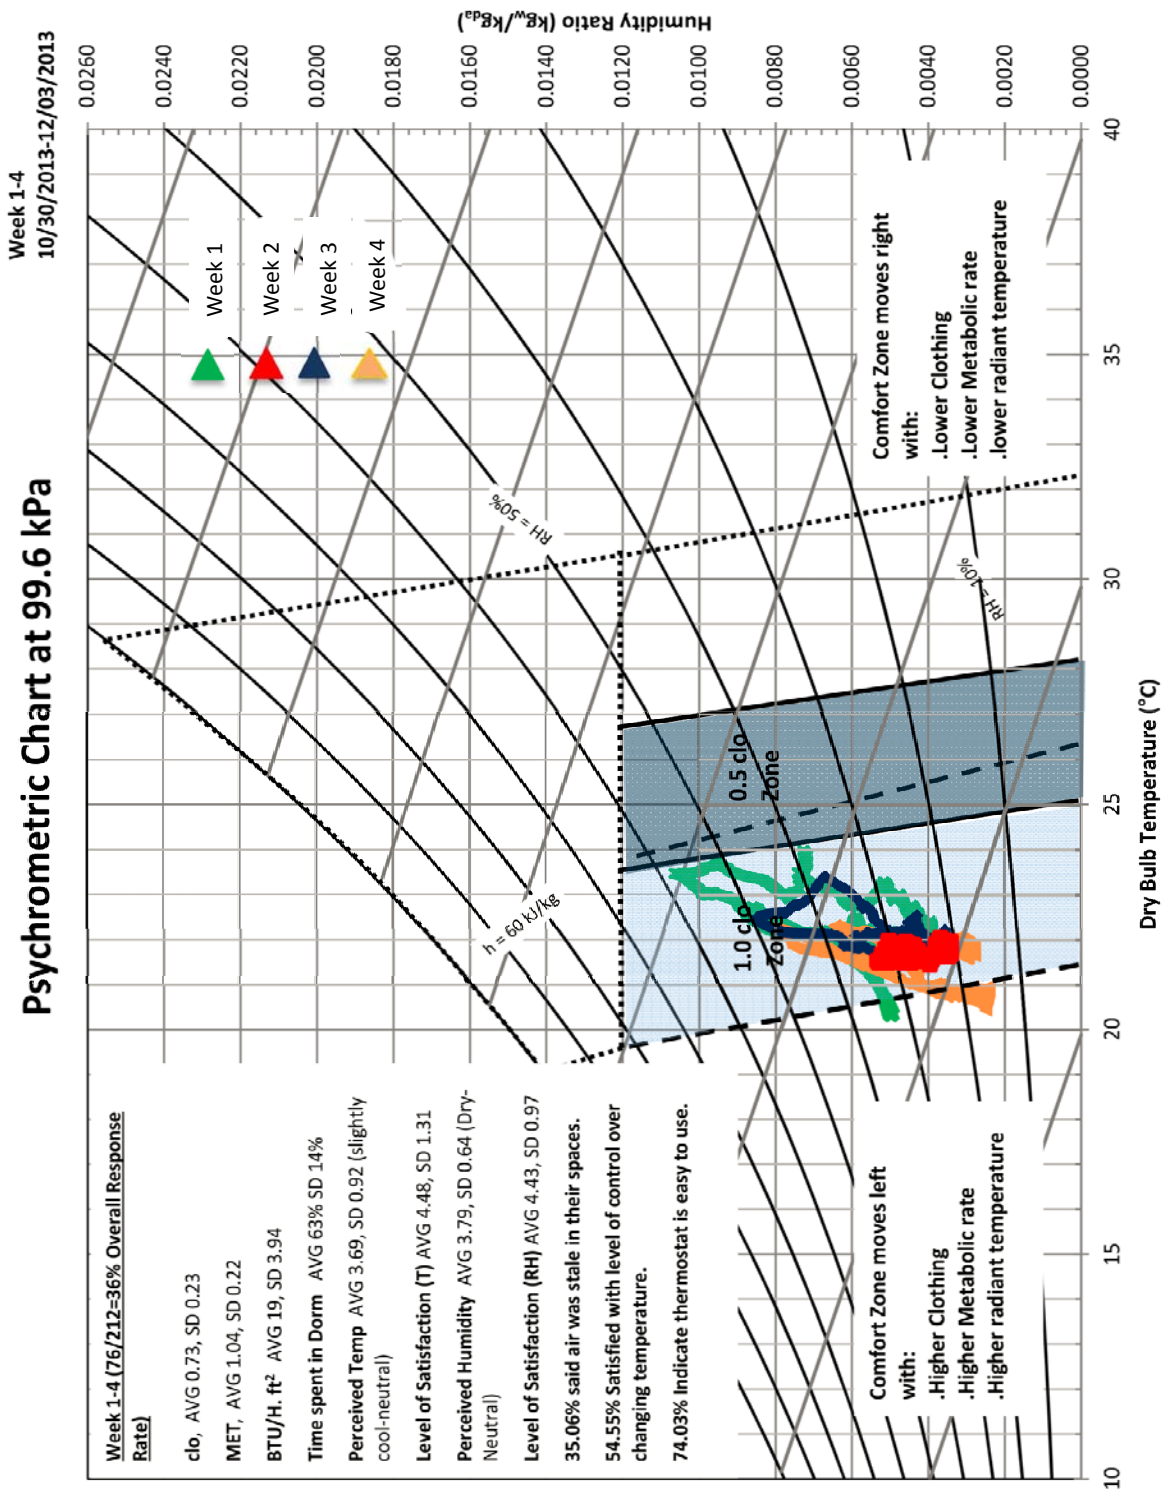 Psychrometric Chart at 99.6 kPa
Week 1-4
10/30/2013-12/03/2013
Week 1-4 (76/212=36% Overall Response
Rate)
clo, AVG 0.73, SD 0.23
MET, AVG 1.04, SD 0.22
BTU/H. ft² AVG 19, SD 3.94
Time spent in Dorm AVG 63% SD 14%
Perceived Temp AVG 3.69, SD 0.92 (slightly
cool-neutral)
Level of Satisfaction (T) AVG 4.48, SD 1.31
Perceived Humidity AVG 3.79, SD 0.64 (Dry-
Neutral)
Level of Satisfaction (RH) AVG 4.43, SD 0.97
35.06% said air was stale in their spaces.
54.55% Satisfied with level of control over
changing temperature.
74.03% Indicate thermostat is easy to use.
Week 1
Week 2
Week 3
Week 4
h = 60 kJ/kg
RH = 50%
RH = 10%
1.0 clo
Zone
0.5 clo
Zone
Comfort Zone moves left
with:
.Higher Clothing
.Higher Metabolic rate
.Higher radiant temperature
Comfort Zone moves right
with:
.Lower Clothing
.Lower Metabolic rate
.lower radiant temperature
0.0260
0.0240
0.0220
0.0200
0.0180
0.0160
0.0140
0.0120
0.0100
0.0080
0.0060
0.0040
0.0020
0.0000
Humidity Ratio (kgw/kgda)
10
15
20
25
30
35
40
Dry Bulb Temperature (°C)